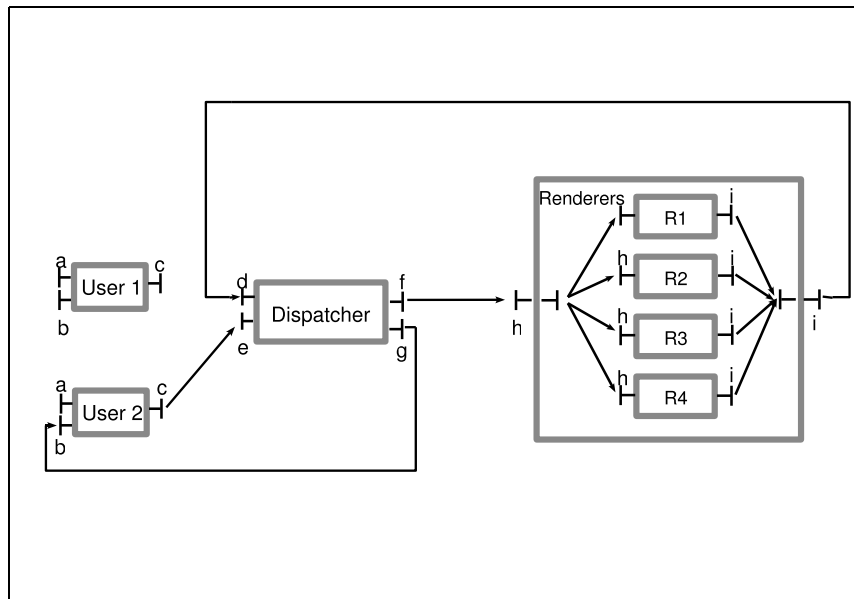 Renderers
R1
i
h
R2
i
h
R3
i
h
R4
i
h
i
a
User 1
c
b
a
User 2
c
b
d
Dispatcher
f
e
g